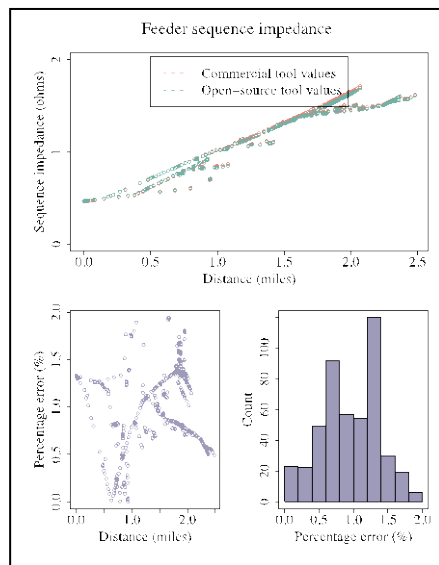 Feeder sequence impedance
Commercial tool values
Open-source tool values
Sequence impedance (ohms)
2
1
0
0.0 0.5 1.0 1.5 2.0 2.5
Distance (miles)
Percentage error (%)
2.0
1.5
1.0
0.5
0.0
0.0 1.0 2.0
Distance (miles)
Count
100
80
60
40
20
0
0.0 0.5 1.0 1.5 2.0
Percentage error (%)